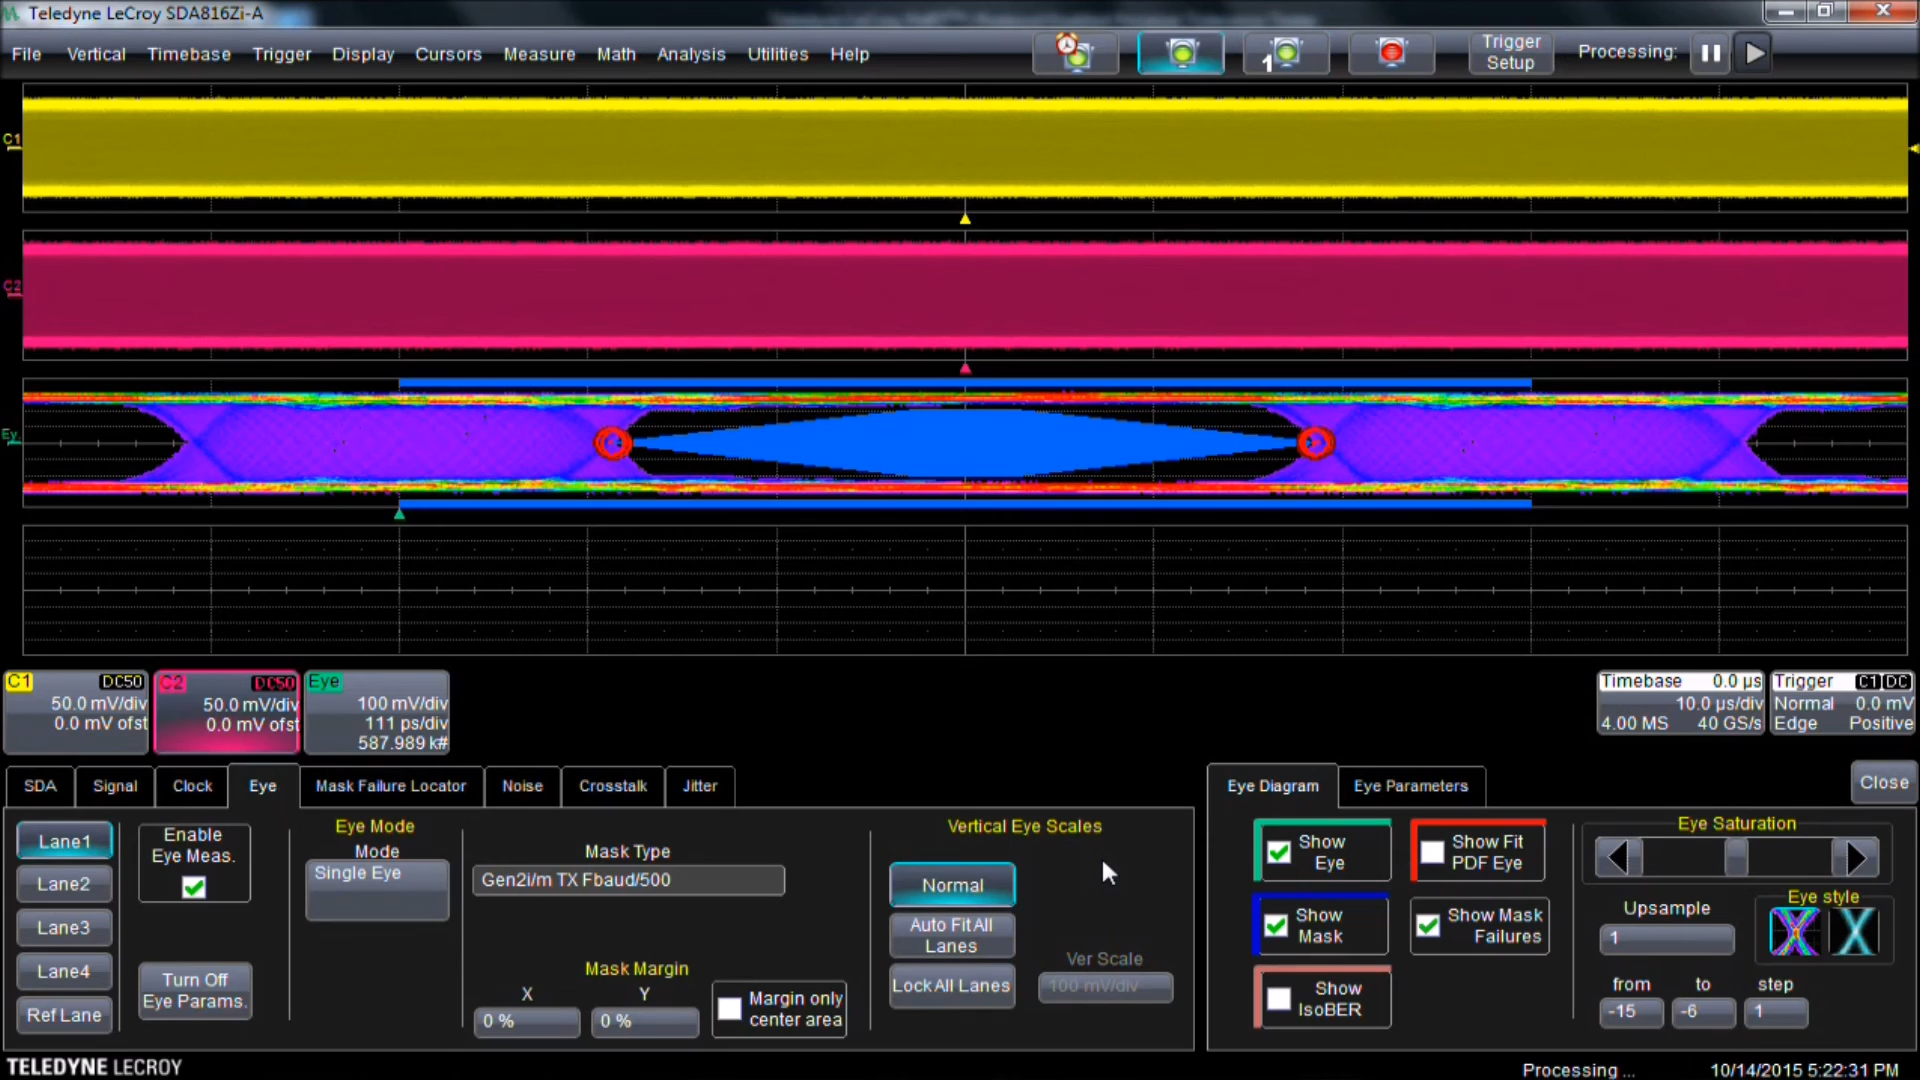 Teledyne LeCroy SDA816Zi-A
File Vertical Timebase Trigger Display Cursors Measure Math Analysis Utilities Help
1
Trigger
Setup
Processing:
C1
C2
Ey
C1 DC50
50.0 mV/div
0.0 mV ofst
C2 DC50
50.0 mV/div
0.0 mV ofst
Eye
100 mV/div
111 ps/div
587.989 k#
Timebase 0.0 µs
10.0 µs/div
4.00 MS 40 GS/s
Trigger C1 DC
Normal 0.0 mV
Edge Positive
SDA Signal Clock Eye Mask Failure Locator Noise Crosstalk Jitter
Lane1
Lane2
Lane3
Lane4
Ref Lane
Enable
Eye Meas.
Turn Off
Eye Params.
Eye Mode
Mode
Single Eye
Mask Type
Gen2i/m TX Fbaud/500
Mask Margin
X Y
0 % 0 %
Margin only
center area
Vertical Eye Scales
Normal
Auto Fit All
Lanes
Lock All Lanes
Ver Scale
100 mV/div
Eye Diagram Eye Parameters
Close
Show
Eye
Show Fit
PDF Eye
Show
Mask
Show Mask
Failures
Show
IsoBER
Eye Saturation
Upsample
1
Eye style
from to step
-15 -6 1
TELEDYNE LECROY
Processing ... 10/14/2015 5:22:31 PM